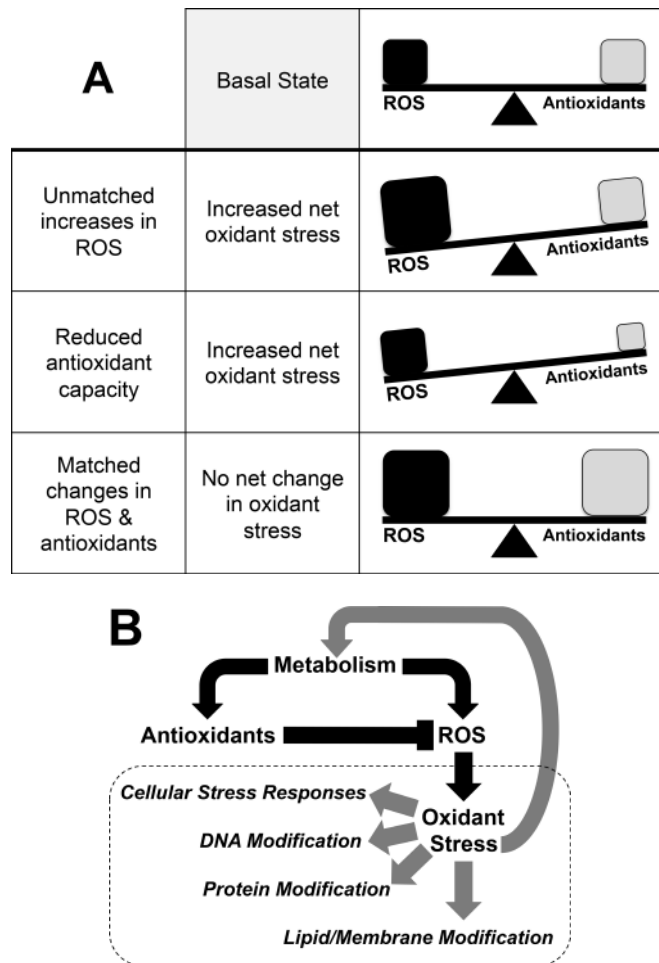 A
Basal State
ROS
Antioxidants
Unmatched
increases in
ROS
Increased net
oxidant stress
ROS
Antioxidants
Reduced
antioxidant
capacity
Increased net
oxidant stress
ROS
Antioxidants
Matched
changes in
ROS &
antioxidants
No net change
in oxidant
stress
ROS
Antioxidants
B
Metabolism
Antioxidants
ROS
Cellular Stress Responses
Oxidant
Stress
DNA Modification
Protein Modification
Lipid/Membrane Modification